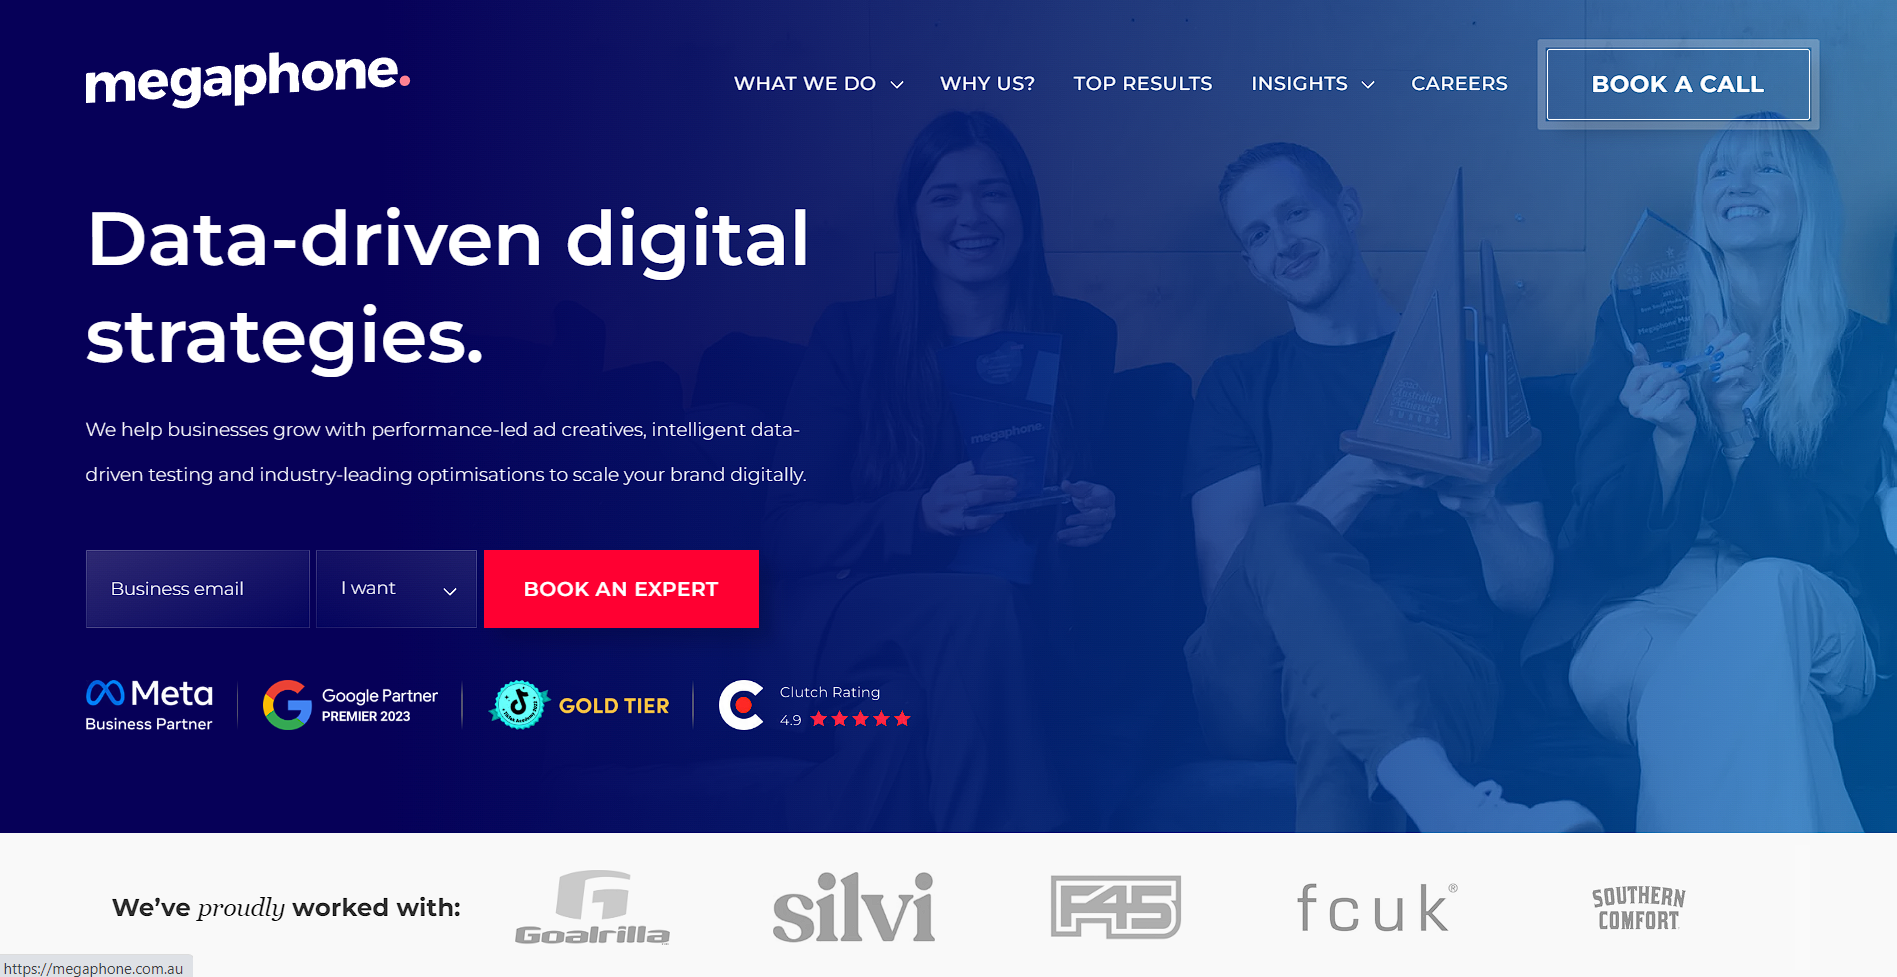 megaphone.
WHAT WE DO
WHY US?
TOP RESULTS
INSIGHTS
CAREERS
BOOK A CALL
Data-driven digital
strategies.
We help businesses grow with performance-led ad creatives, intelligent data-
driven testing and industry-leading optimisations to scale your brand digitally.
Business email
I want
BOOK AN EXPERT
Meta
Business Partner
Google Partner
PREMIER 2023
GOLD TIER
Clutch Rating
4.9
megaphone.
We've proudly worked with:
Goalrilla
silvi
F45
fcuk®
SOUTHERN
COMFORT
https://megaphone.com.au